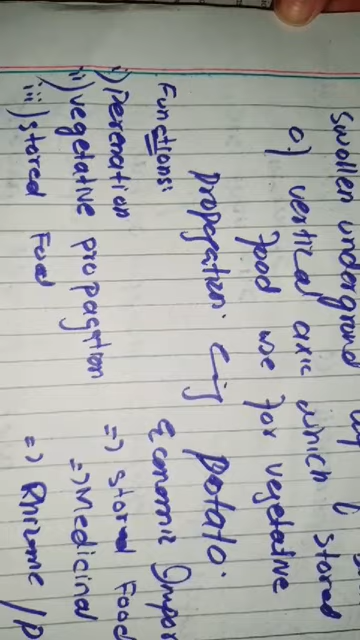 Swollen underground
o) vertical axic which stored
food use for vegetative
propagation. e-g potato.
Functions:
i) Perenation
ii) vegetative propagation
iii) stored Food
Economic Impor
=> stored Food
=> Medicinal
=> Rhizome /p